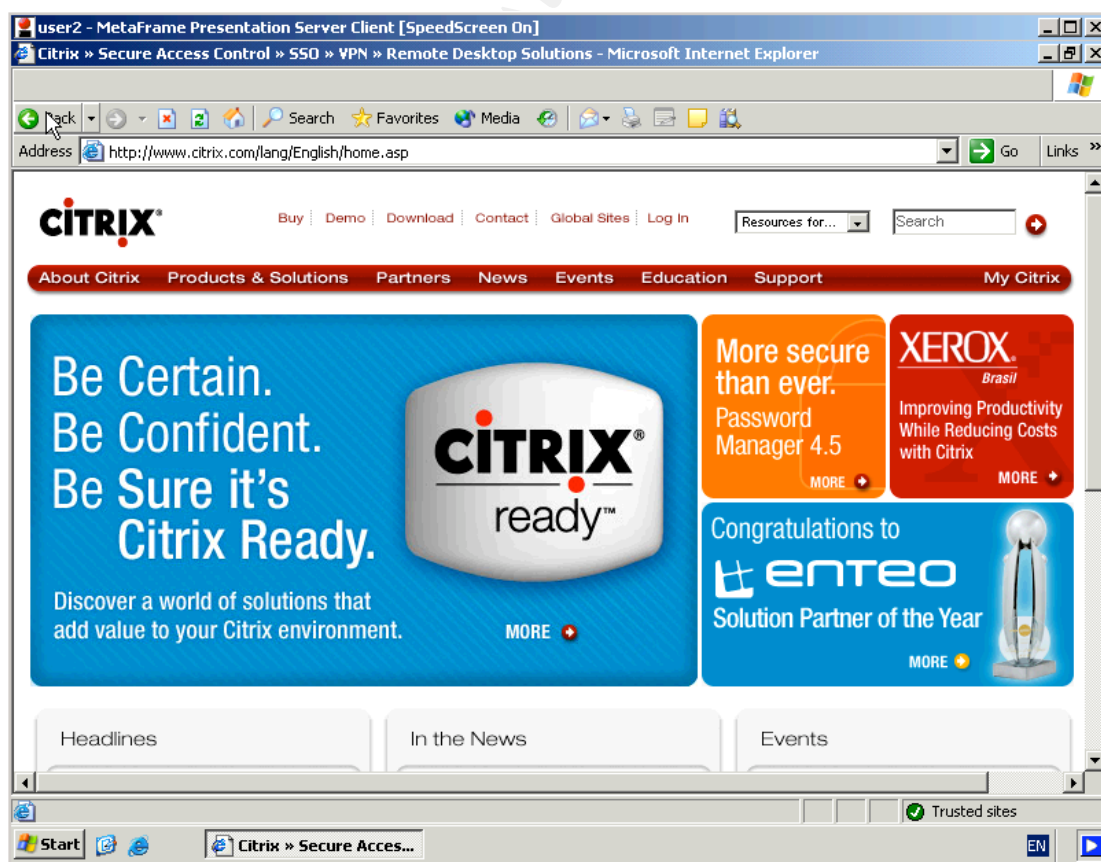 user2 - MetaFrame Presentation Server Client [SpeedScreen On]
Citrix » Secure Access Control » SSO » VPN » Remote Desktop Solutions - Microsoft Internet Explorer
Back Search Favorites Media
Address http://www.citrix.com/lang/English/home.asp Go Links »
CITRIX® Buy Demo Download Contact Global Sites Log In Resources for... Search
About Citrix Products & Solutions Partners News Events Education Support My Citrix
Be Certain.
Be Confident.
Be Sure it's
Citrix Ready.
Discover a world of solutions that
add value to your Citrix environment.
MORE
CITRIX®
ready™
More secure
than ever.
Password
Manager 4.5
MORE
XEROX.
Brasil
Improving Productivity
While Reducing Costs
with Citrix
MORE
Congratulations to
enteo
Solution Partner of the Year
MORE
Headlines In the News Events
Trusted sites
Start Citrix » Secure Acces... EN